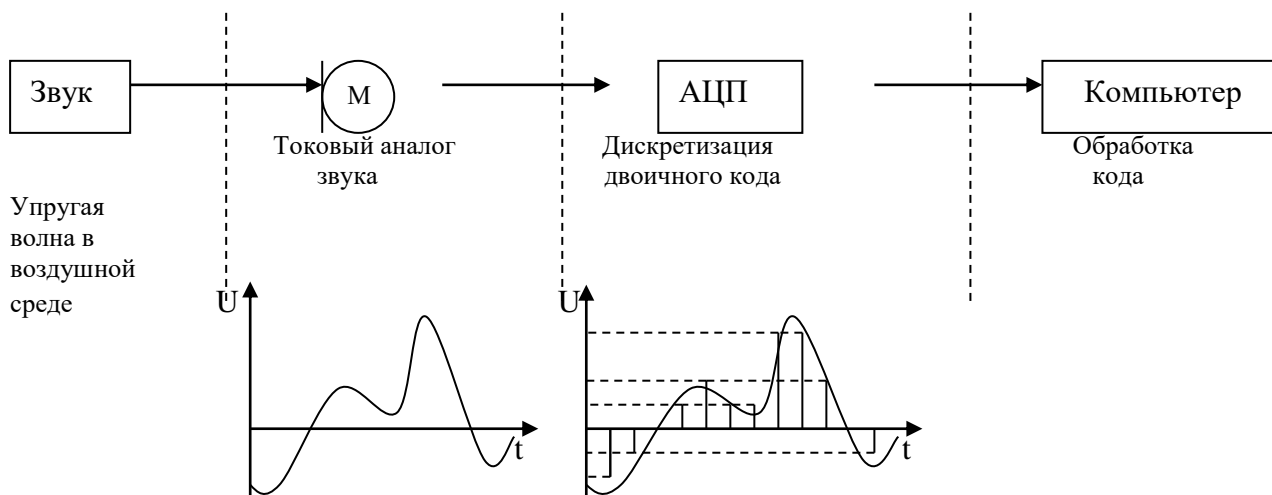 Звук
М
АЦП
Компьютер
Токовый аналог
звука
Дискретизация
двоичного кода
Обработка
кода
Упругая
волна в
воздушной
среде
U
t
U
t